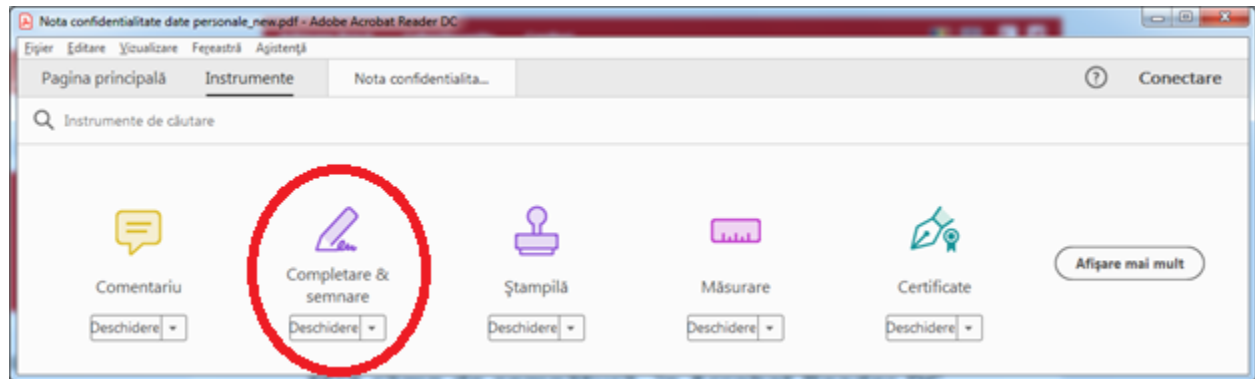 Nota confidentialitate date personale_new.pdf - Adobe Acrobat Reader DC
Fișier Editare Vizualizare Fereastră Asistență
Pagina principală Instrumente Nota confidentialita... ? Conectare
Instrumente de căutare
Comentariu
Completare &
semnare
Ștampilă
Măsurare
Certificate
Afișare mai mult
Deschidere Deschidere Deschidere Deschidere Deschidere